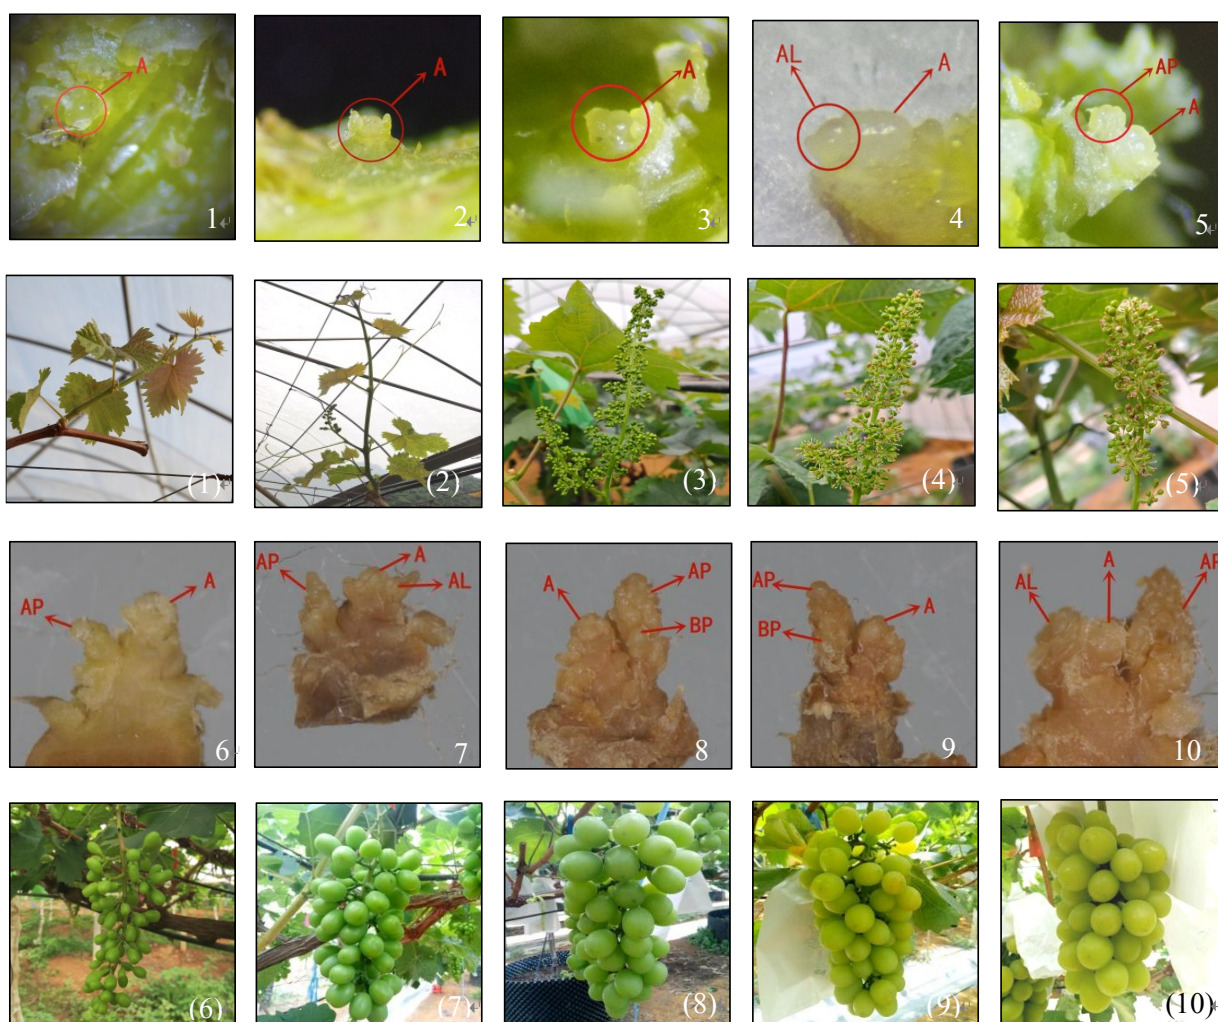 A
A
A
AL A
AP
A
1↵ 2↵ 3↵ 4↵ 5↵
(1)↵ (2)↵ (3)↵ (4)↵ (5)↵
AP A
AP A AL
A AP
BP
AP A
BP
AL A AP
6↵ 7↵ 8↵ 9↵ 10↵
(6)↵ (7)↵ (8)↵ (9)↵ (10)↵